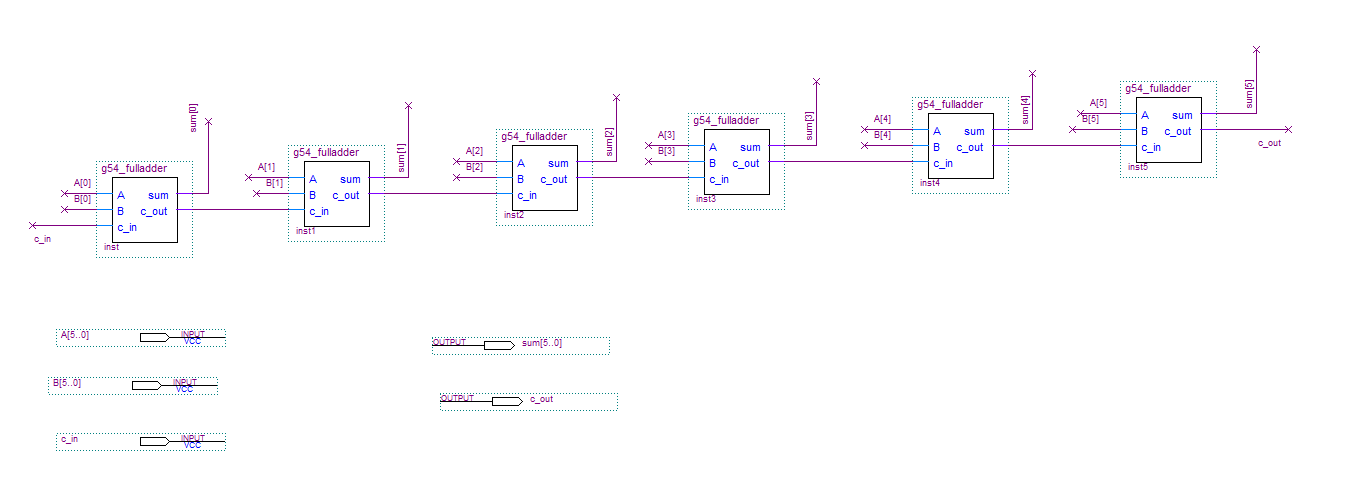 sum[0]
A[0]
B[0]
c_in
g54_fulladder
A
B
c_in
sum
c_out
inst
sum[1]
A[1]
B[1]
g54_fulladder
A
B
c_in
sum
c_out
inst1
sum[2]
A[2]
B[2]
g54_fulladder
A
B
c_in
sum
c_out
inst2
sum[3]
A[3]
B[3]
g54_fulladder
A
B
c_in
sum
c_out
inst3
sum[4]
A[4]
B[4]
g54_fulladder
A
B
c_in
sum
c_out
inst4
sum[5]
A[5]
B[5]
g54_fulladder
A
B
c_in
sum
c_out
inst5
c_out
A[5..0]
INPUT
VCC
B[5..0]
INPUT
VCC
c_in
INPUT
VCC
OUTPUT
sum[5..0]
OUTPUT
c_out